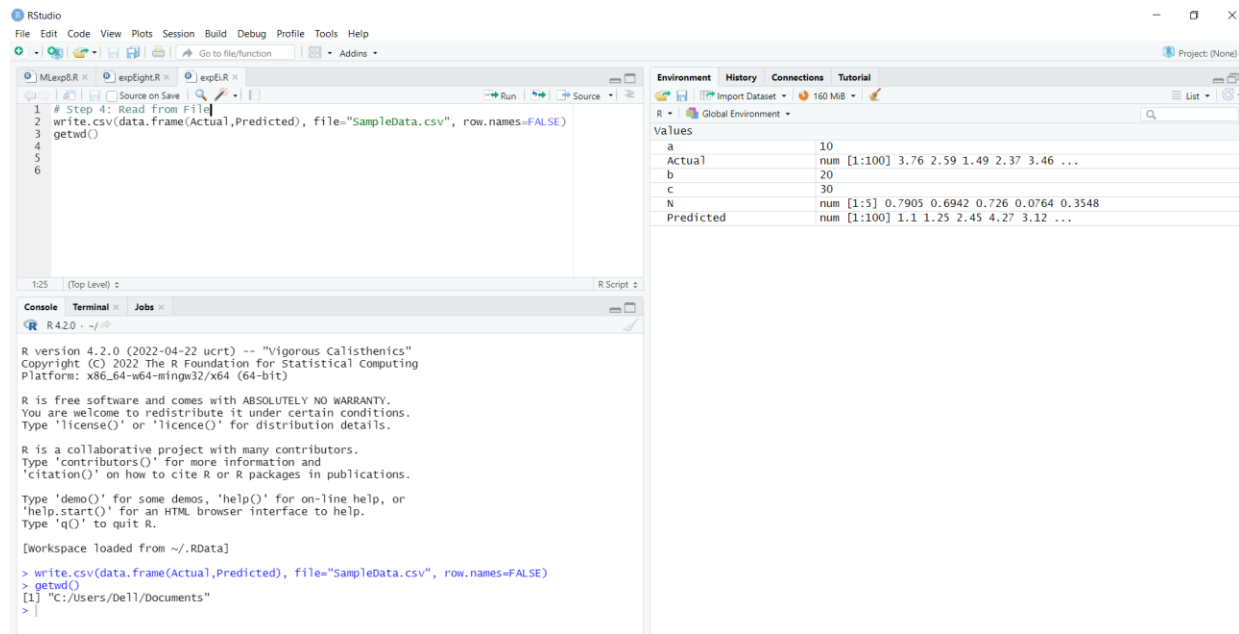 RStudio
File Edit Code View Plots Session Build Debug Profile Tools Help
Go to file/function Addins
Project: (None)
MLexp8.R expEight.R expEi.R
Source on Save Run Source
1 # Step 4: Read from File
2 write.csv(data.frame(Actual,Predicted), file="SampleData.csv", row.names=FALSE)
3 getwd()
4
5
6
1:25 (Top Level) R Script
Console Terminal Jobs
R R 4.2.0 · ~/
R version 4.2.0 (2022-04-22 ucrt) -- "Vigorous Calisthenics"
Copyright (C) 2022 The R Foundation for Statistical Computing
Platform: x86_64-w64-mingw32/x64 (64-bit)
R is free software and comes with ABSOLUTELY NO WARRANTY.
You are welcome to redistribute it under certain conditions.
Type 'license()' or 'licence()' for distribution details.
R is a collaborative project with many contributors.
Type 'contributors()' for more information and
'citation()' on how to cite R or R packages in publications.
Type 'demo()' for some demos, 'help()' for on-line help, or
'help.start()' for an HTML browser interface to help.
Type 'q()' to quit R.
[Workspace loaded from ~/.RData]
> write.csv(data.frame(Actual,Predicted), file="SampleData.csv", row.names=FALSE)
> getwd()
[1] "C:/Users/Dell/Documents"
>
Environment History Connections Tutorial
Import Dataset 160 MiB List
R Global Environment
Values
a 10
Actual num [1:100] 3.76 2.59 1.49 2.37 3.46 ...
b 20
c 30
N num [1:5] 0.7905 0.6942 0.726 0.0764 0.3548
Predicted num [1:100] 1.1 1.25 2.45 4.27 3.12 ...